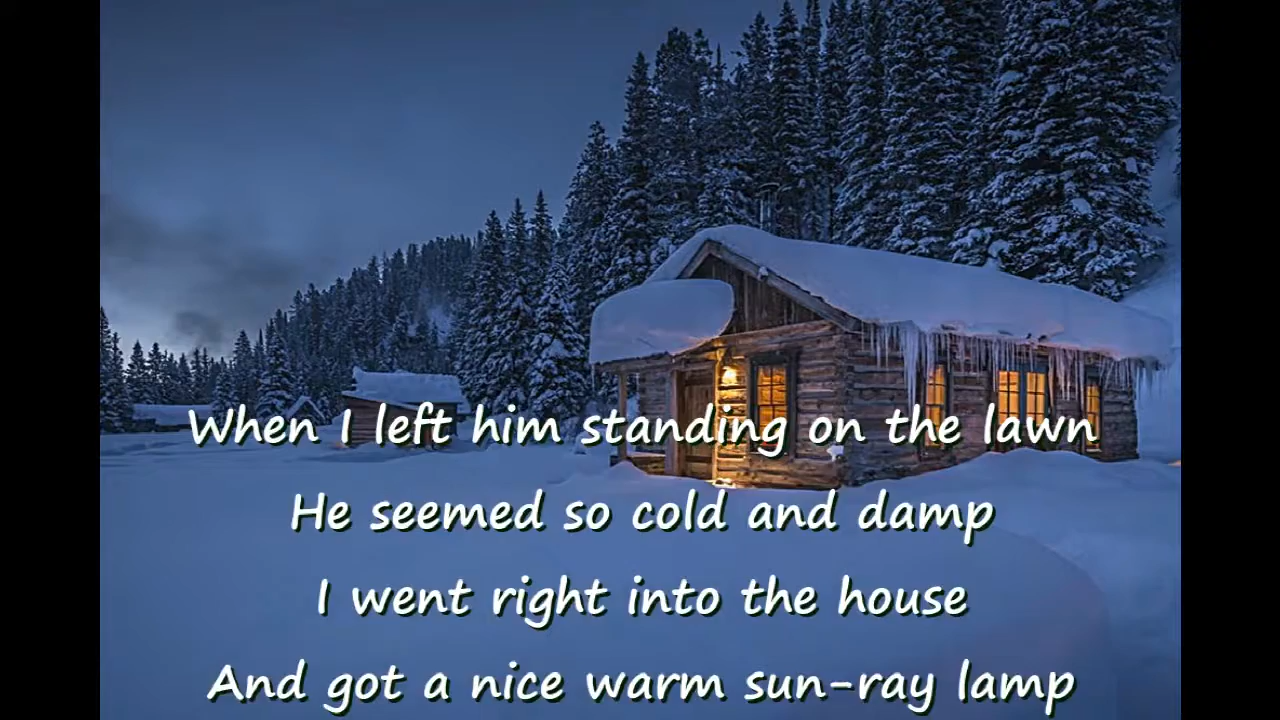 When I left him standing on the lawn
He seemed so cold and damp
I went right into the house
And got a nice warm sun-ray lamp